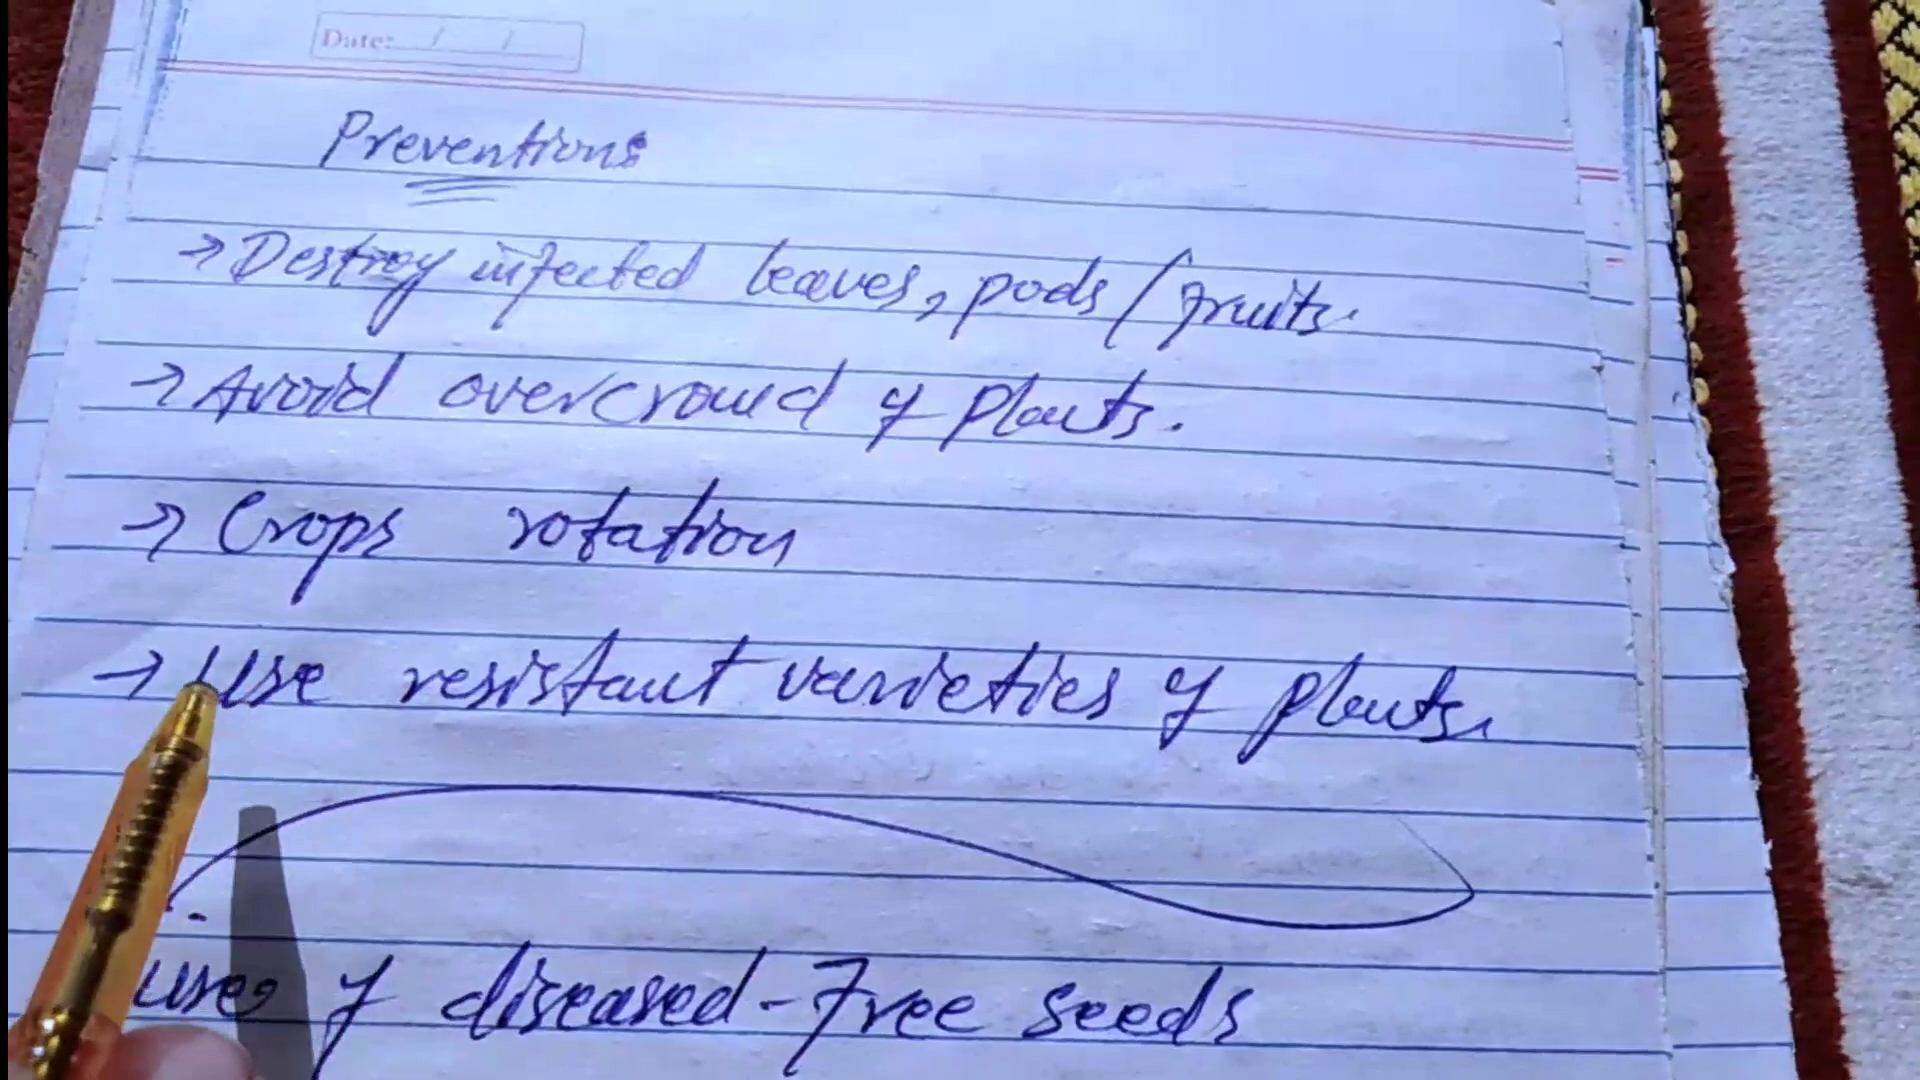 Date: / /
Preventions
→ Destroy infected leaves, pods / fruits.
→ Avoid overcrowd of plants.
→ Crops rotation
→ Use resistant varieties of plants.
use of diseased-free seeds